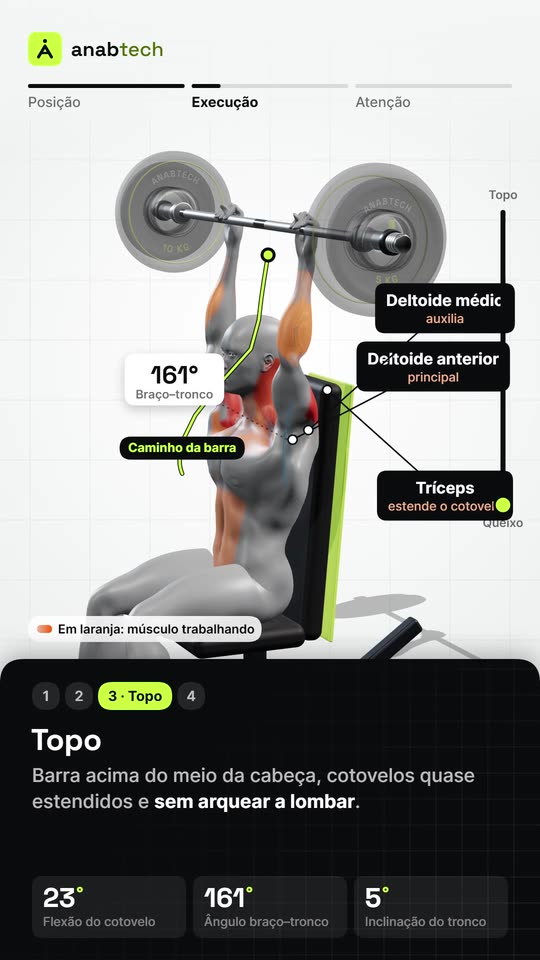 anabtech
Posição
Execução
Atenção
Topo
ANABTECH
10 KG
ANABTECH
5 KG
Deltoide médic
auxilia
Deltoide anterior
principal
161°
Braço–tronco
Caminho da barra
Tríceps
estende o cotovel
Queixo
Em laranja: músculo trabalhando
1
2
3 · Topo
4
Topo
Barra acima do meio da cabeça, cotovelos quase
estendidos e sem arquear a lombar.
23°
161°
5°
Flexão do cotovelo
Ângulo braço–tronco
Inclinação do tronco